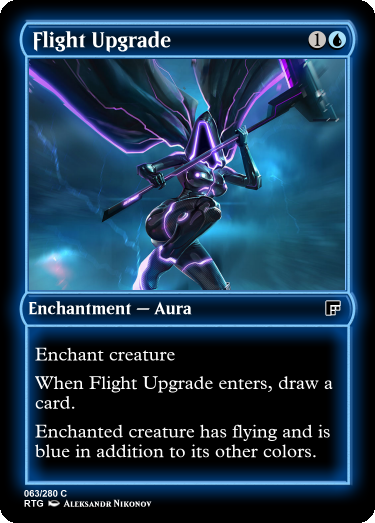 Flight Upgrade 1
Enchantment — Aura
Enchant creature
When Flight Upgrade enters, draw a
card.
Enchanted creature has flying and is
blue in addition to its other colors.
063/280 C
RTG Aleksandr Nikonov